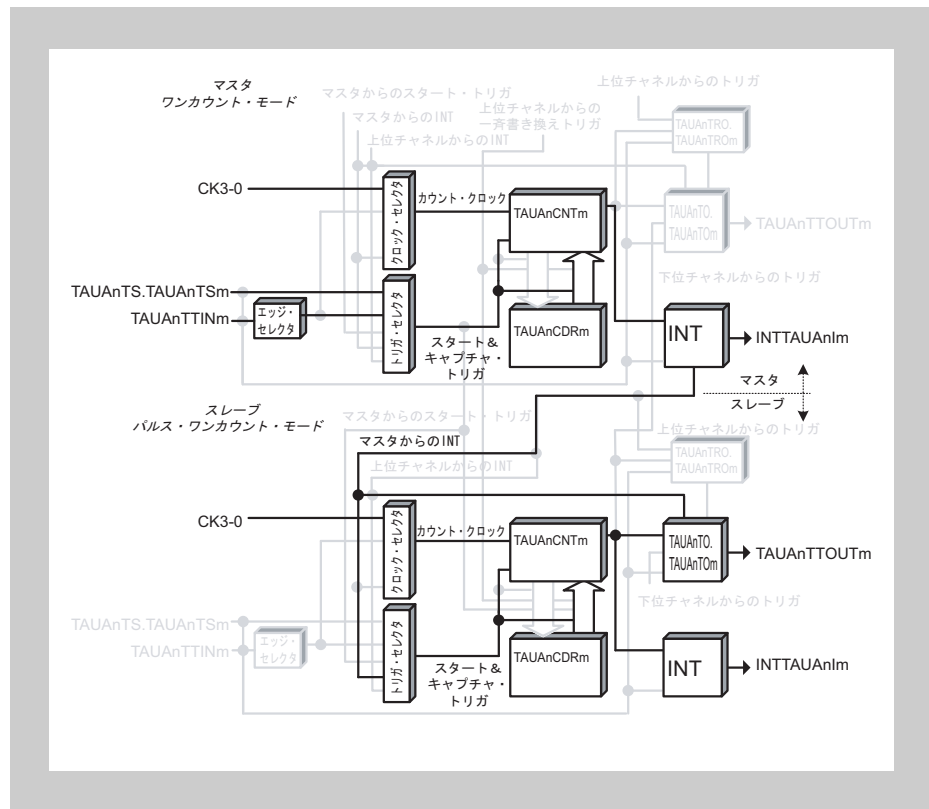 マスタ
ワンカウント・モード
上位チャネルからのトリガ
マスタからのスタート・トリガ
マスタからのINT
上位チャネルからの
一斉書き換えトリガ
上位チャネルからのINT
TAUAnTRO.
TAUAnTROm
CK3-0
クロック・セレクタ
カウント・クロック
TAUAnCNTm
TAUAnTO.
TAUAnTOm
TAUAnTTOUTm
下位チャネルからのトリガ
TAUAnTS.TAUAnTSm
TAUAnTTINm
エッジ・
セレクタ
トリガ・セレクタ
スタート&
キャプチャ・
トリガ
TAUAnCDRm
INT
INTTAUAnIm
マスタ
スレーブ
スレーブ
パルス・ワンカウント・モード
マスタからのスタート・トリガ
マスタからのINT
上位チャネルからのINT
上位チャネルからのトリガ
TAUAnTRO.
TAUAnTROm
CK3-0
クロック・セレクタ
カウント・クロック
TAUAnCNTm
TAUAnTO.
TAUAnTOm
TAUAnTTOUTm
下位チャネルからのトリガ
TAUAnTS.TAUAnTSm
TAUAnTTINm
エッジ・
セレクタ
トリガ・セレクタ
スタート&
キャプチャ・
トリガ
TAUAnCDRm
INT
INTTAUAnIm